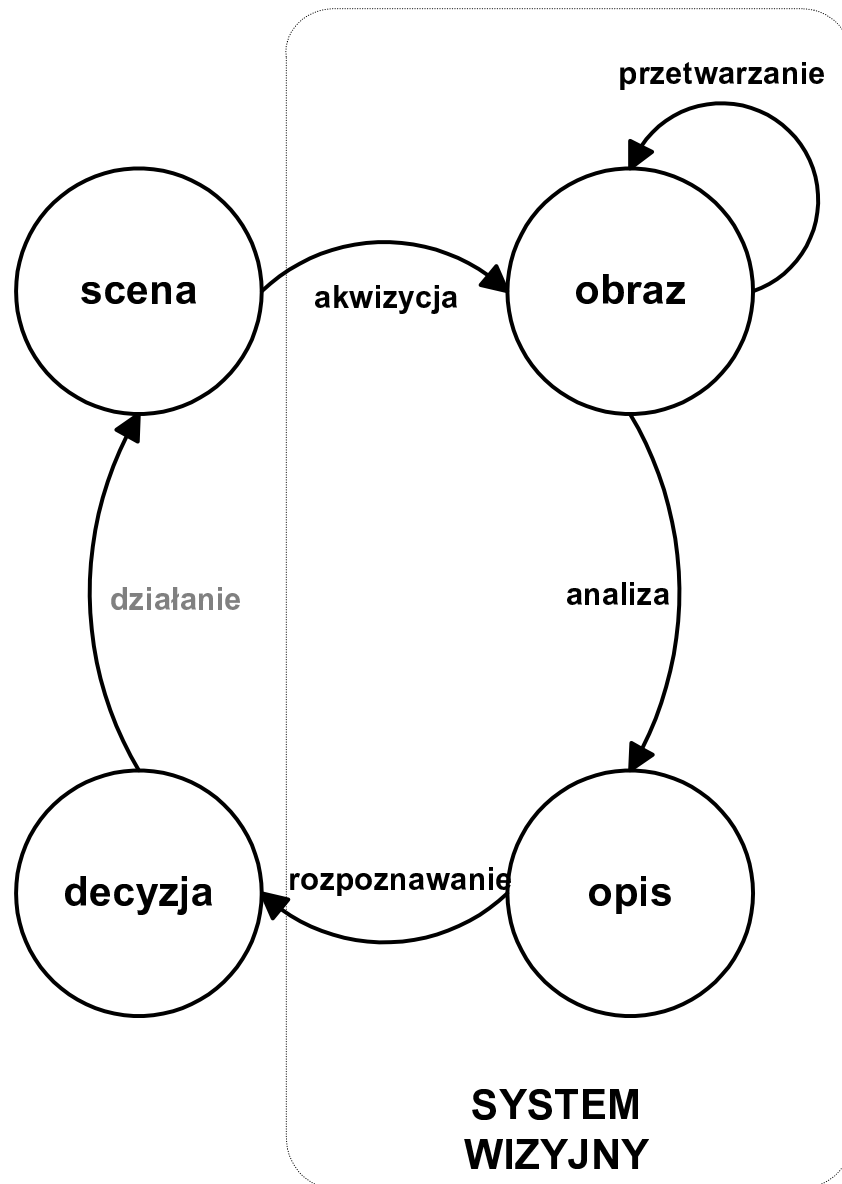 przetwarzanie
scena
akwizycja
obraz
działanie
analiza
decyzja
rozpoznawanie
opis
SYSTEM
WIZYJNY